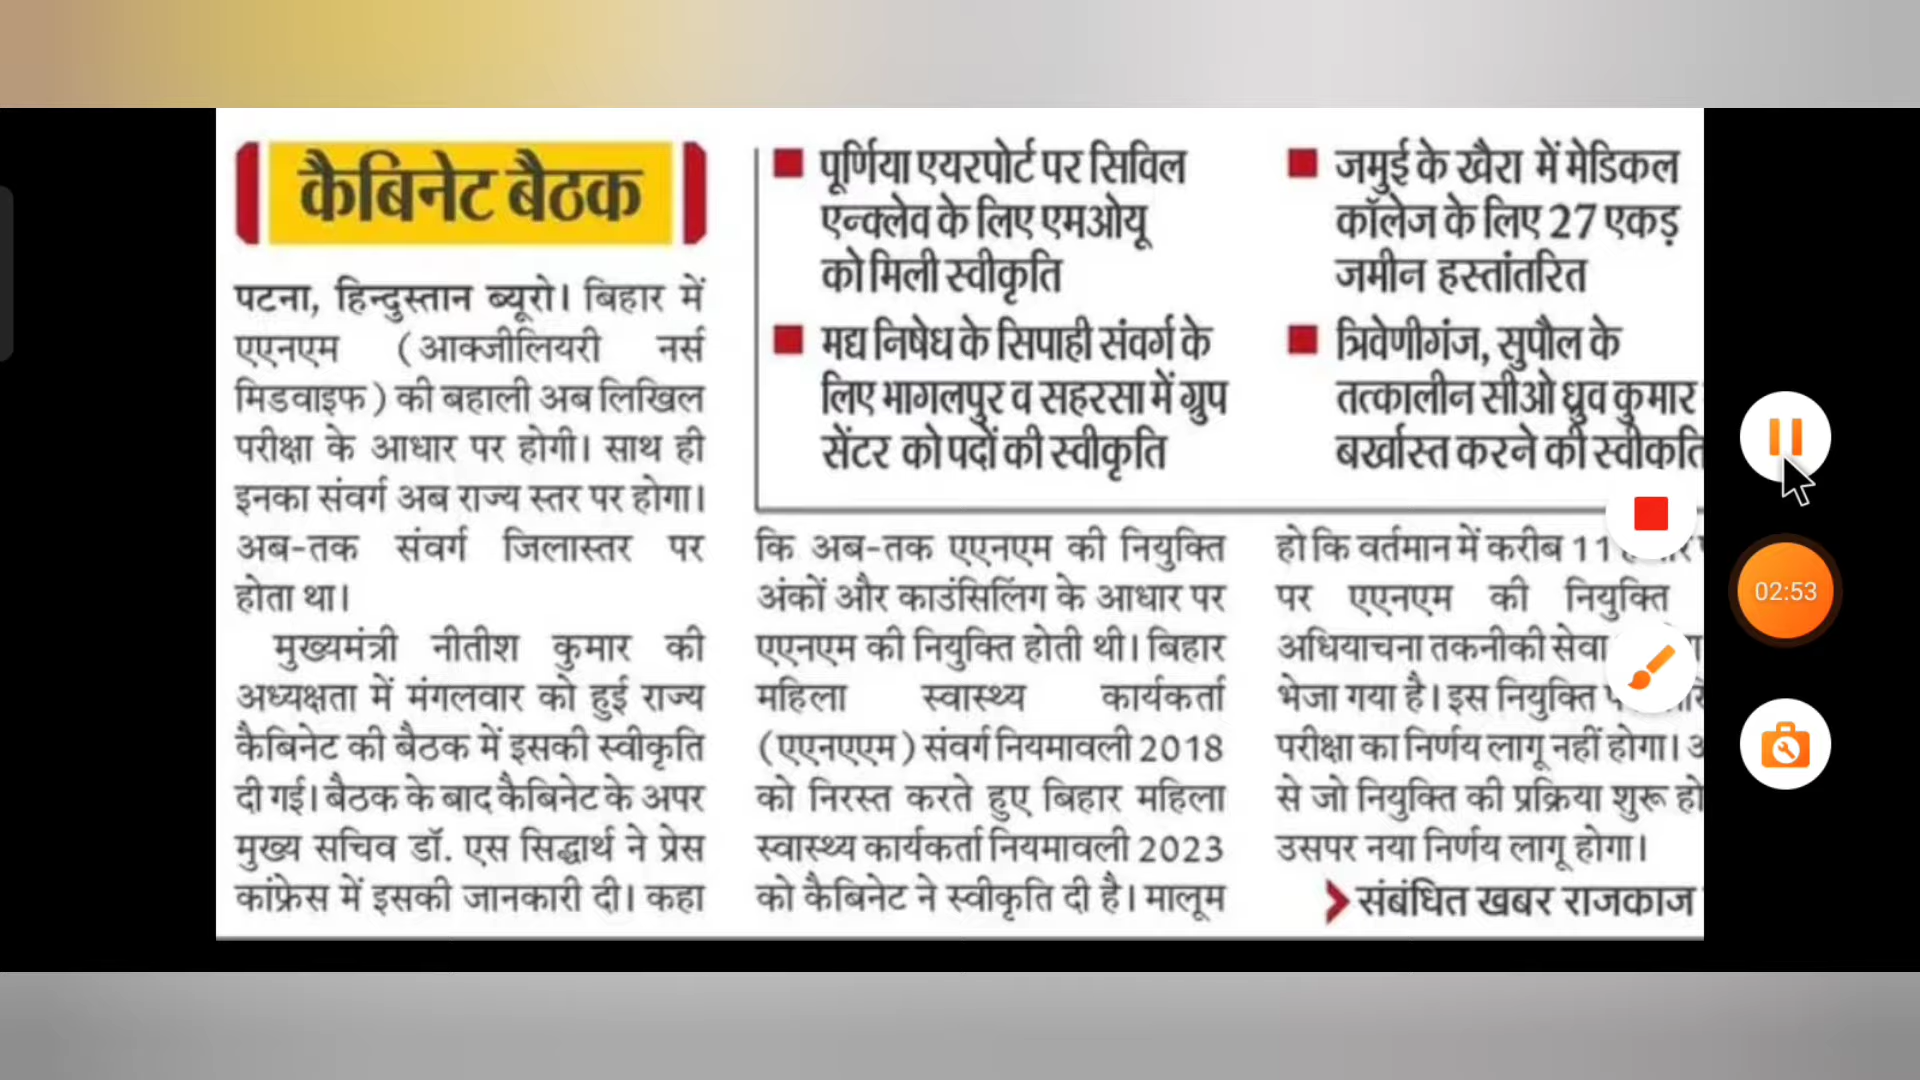 कैबिनेट बैठक
पटना, हिन्दुस्तान ब्यूरो। बिहार में
एएनएम (आक्जीलियरी नर्स
मिडवाइफ) की बहाली अब लिखिल
परीक्षा के आधार पर होगी। साथ ही
इनका संवर्ग अब राज्य स्तर पर होगा।
अब-तक संवर्ग जिलास्तर पर
होता था।
मुख्यमंत्री नीतीश कुमार की
अध्यक्षता में मंगलवार को हुई राज्य
कैबिनेट की बैठक में इसकी स्वीकृति
दी गई। बैठक के बाद कैबिनेट के अपर
मुख्य सचिव डॉ. एस सिद्धार्थ ने प्रेस
कांफ्रेस में इसकी जानकारी दी। कहा
■ पूर्णिया एयरपोर्ट पर सिविल
एन्क्लेव के लिए एमओयू
को मिली स्वीकृति
■ मद्य निषेध के सिपाही संवर्ग के
लिए भागलपुर व सहरसा में ग्रुप
सेंटर को पदों की स्वीकृति
■ जमुई के खैरा में मेडिकल
कॉलेज के लिए 27 एकड़
जमीन हस्तांतरित
■ त्रिवेणीगंज, सुपौल के
तत्कालीन सीओ ध्रुव कुमार
बर्खास्त करने की
कि अब-तक एएनएम की नियुक्ति
अंकों और काउंसिलिंग के आधार पर
एएनएम की नियुक्ति होती थी। बिहार
महिला स्वास्थ्य कार्यकर्ता
(एएनएएम) संवर्ग नियमावली 2018
को निरस्त करते हुए बिहार महिला
स्वास्थ्य कार्यकर्ता नियमावली 2023
को कैबिनेट ने स्वीकृति दी है। मालूम
हो कि वर्तमान में करीब 11
पर एएनएम की नियुक्ति
अधियाचना तकनीकी सेवा
भेजा गया है। इस नियुक्ति
परीक्षा का निर्णय लागू नहीं होगा।
से जो नियुक्ति की प्रक्रिया शुरू हो
उसपर नया निर्णय लागू होगा।
संबंधित खबर राजकाज
02:53